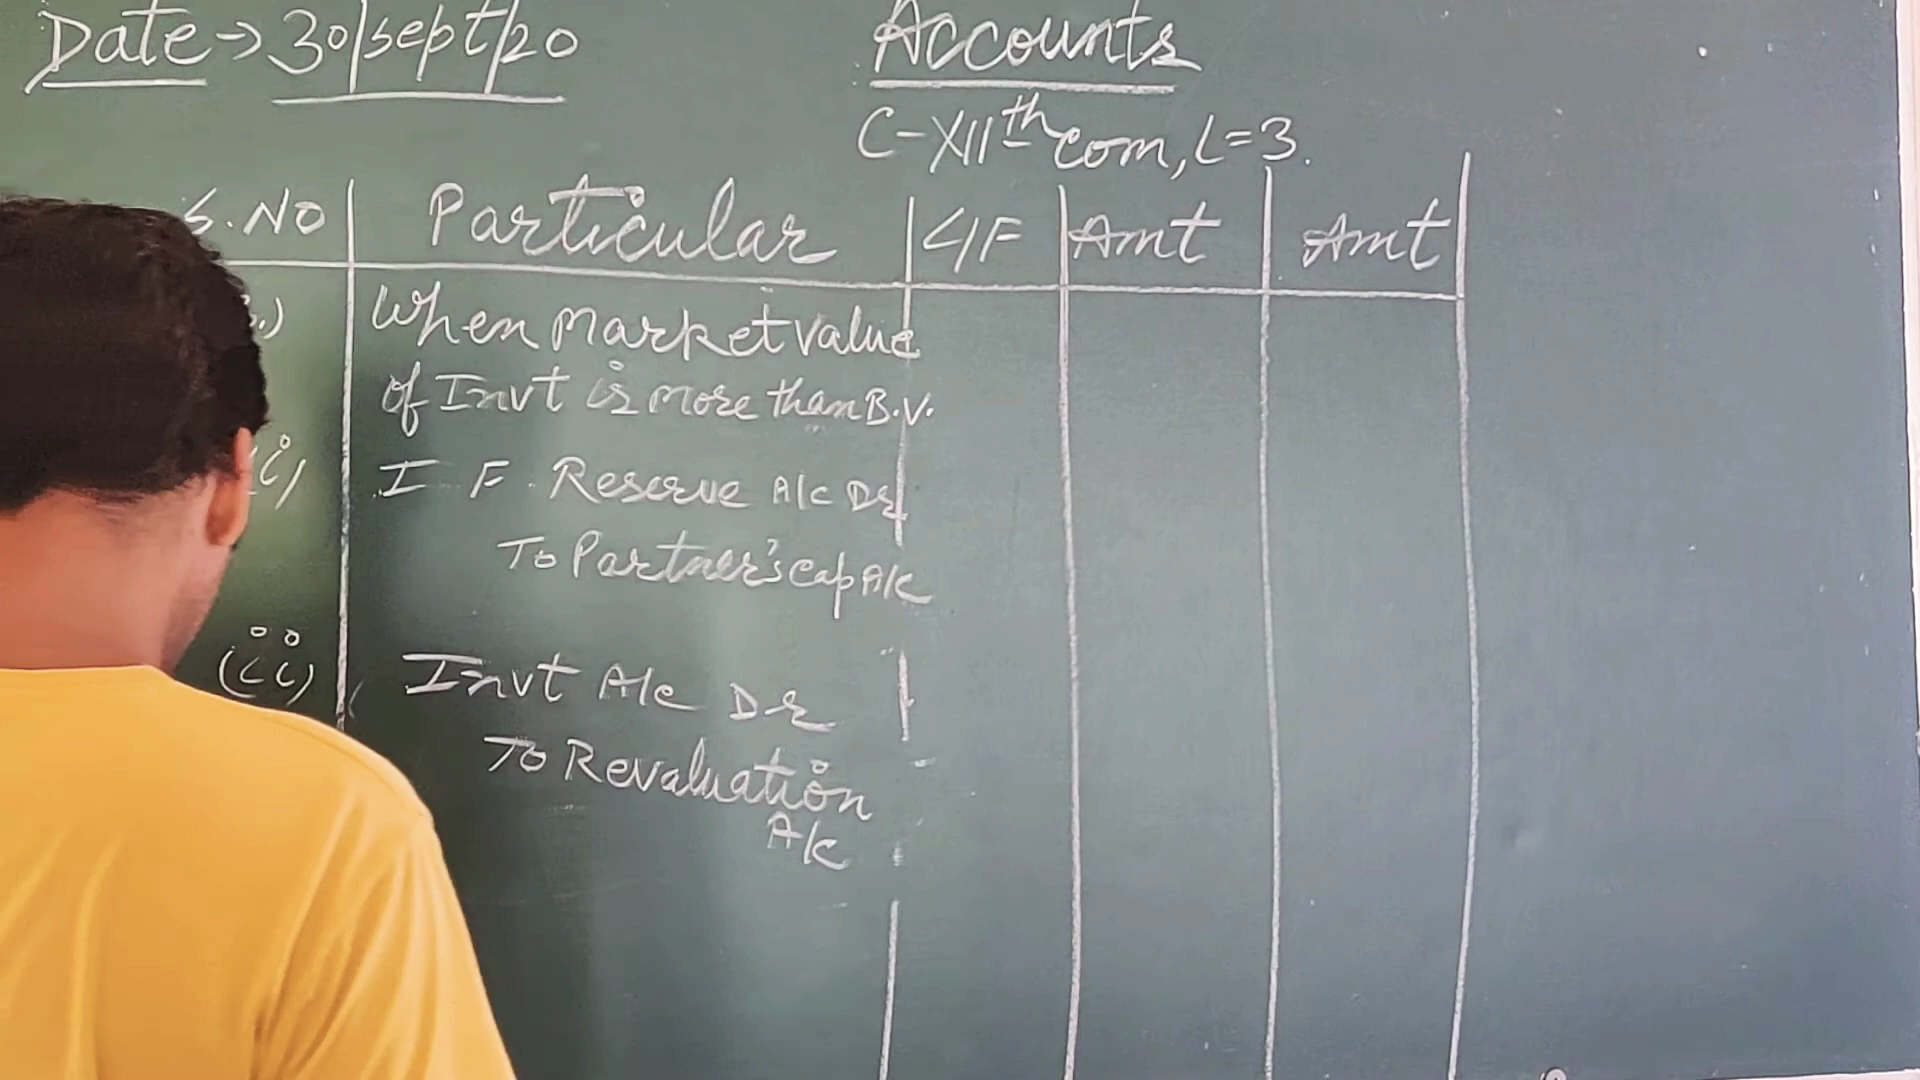 Date → 30/sept/20
Accounts
C-XIIth com, L=3.
S.NO Particular L/F Amt Amt
When Market value
of Invt is more than B.V.
(i) I F. Reserve A/c Dr
To Partner's cap A/c
(ii) Invt A/c Dr
To Revaluation
A/c